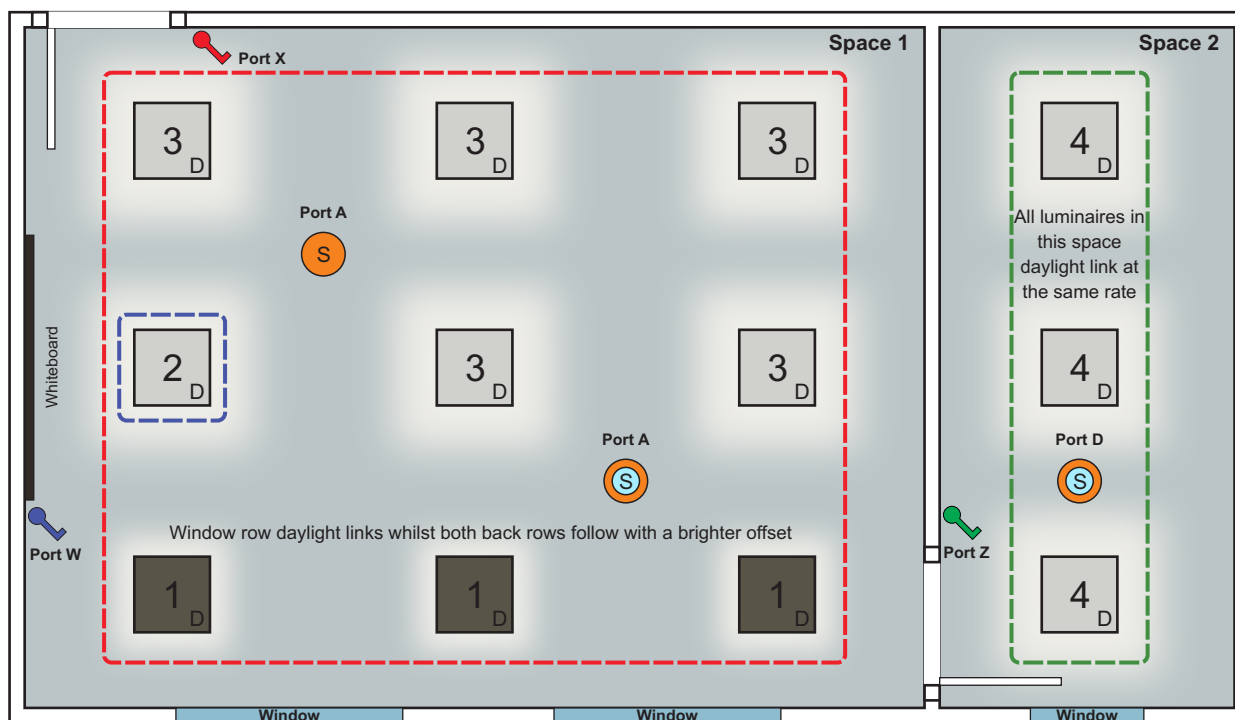 Space 1
Space 2
Port X
3 D
3 D
3 D
4 D
Port A
S
All luminaires in
this space
daylight link at
the same rate
Whiteboard
2 D
3 D
3 D
4 D
Port A
S
Port D
S
Port W
Window row daylight links whilst both back rows follow with a brighter offset
Port Z
1 D
1 D
1 D
4 D
Window
Window
Window